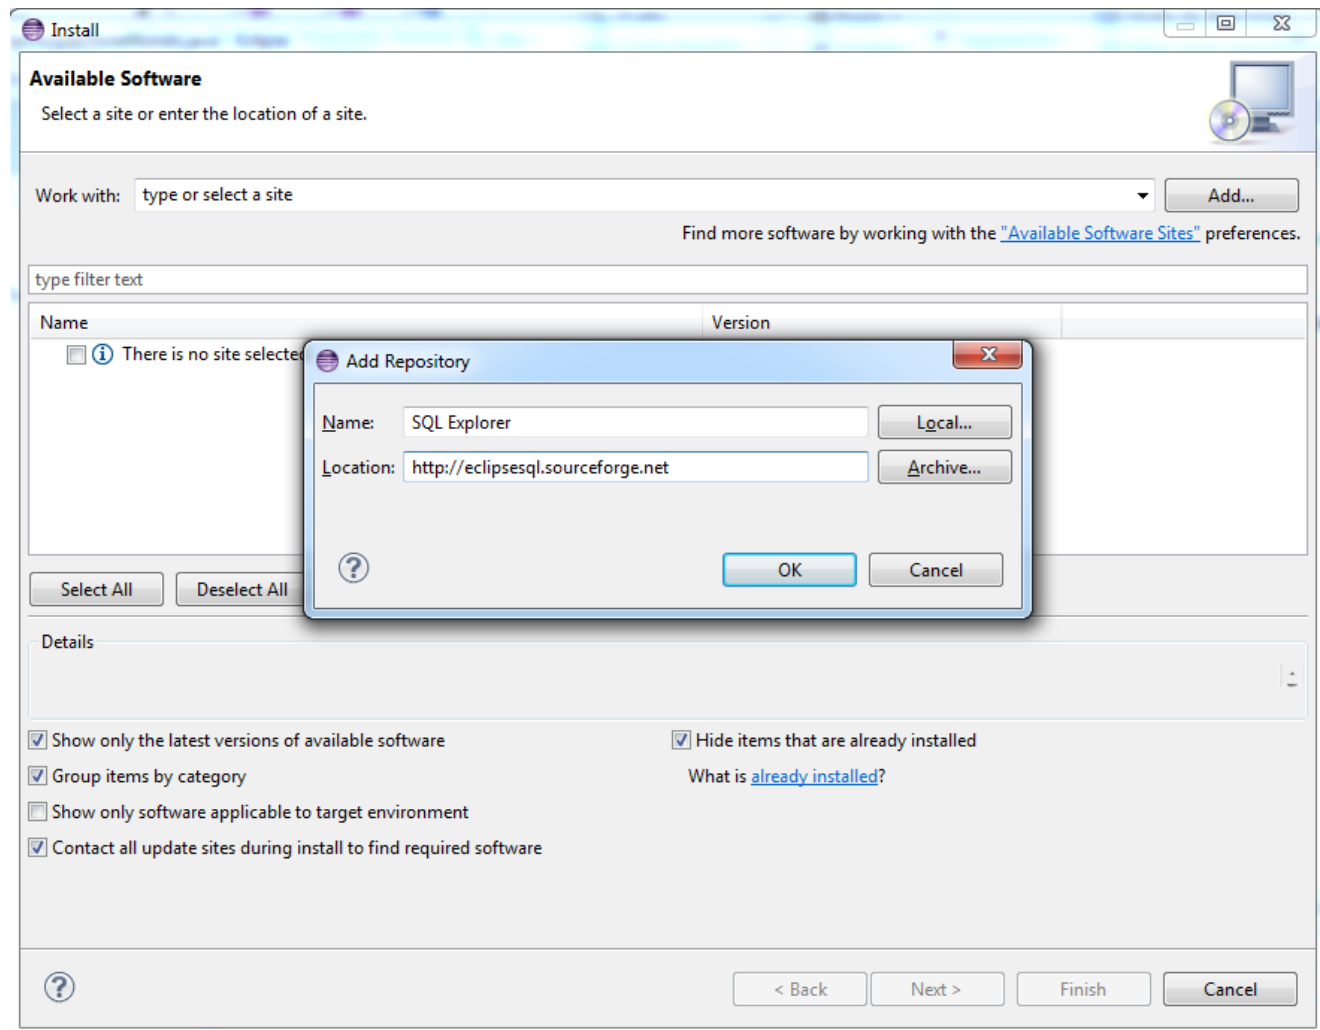 Install
Available Software
Select a site or enter the location of a site.
Work with: type or select a site Add...
Find more software by working with the "Available Software Sites" preferences.
type filter text
Name Version
There is no site selected
Add Repository
Name: SQL Explorer Local...
Location: http://eclipsesql.sourceforge.net Archive...
OK Cancel
Select All Deselect All
Details
Show only the latest versions of available software Hide items that are already installed
Group items by category What is already installed?
Show only software applicable to target environment
Contact all update sites during install to find required software
< Back Next > Finish Cancel